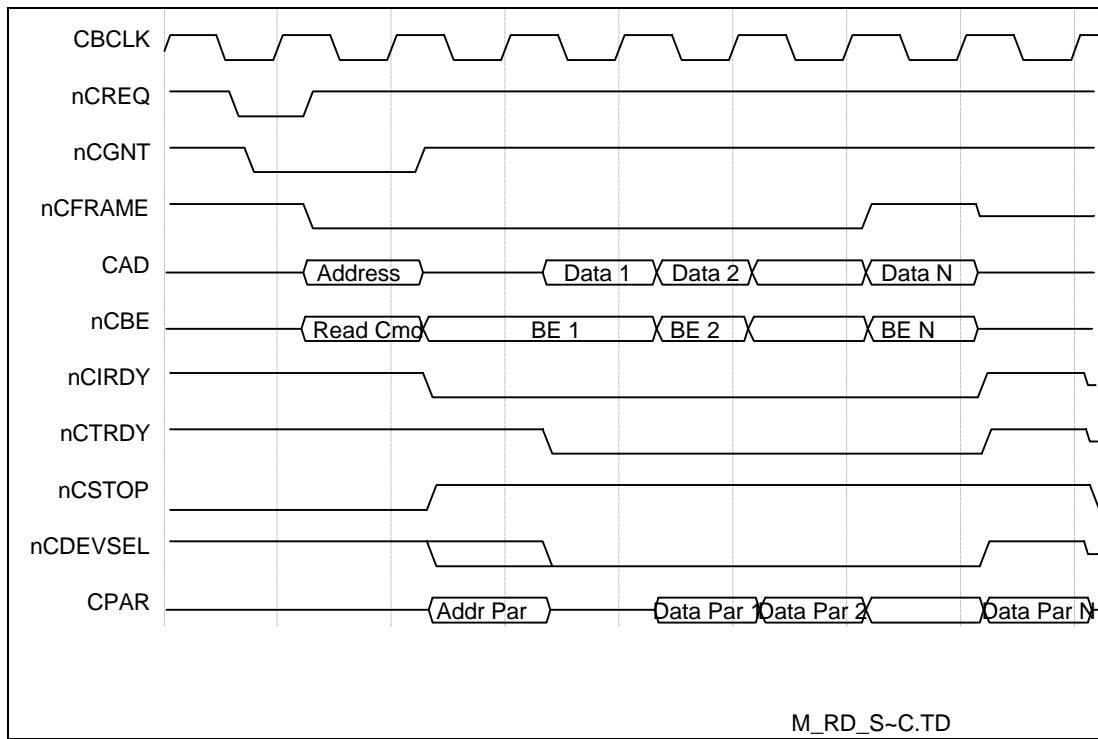 CBCLK
nCREQ
nCGNT
nCFRAME
CAD Address Data 1 Data 2 Data N
nCBE Read Cmd BE 1 BE 2 BE N
nCIRDY
nCTRDY
nCSTOP
nCDEVSEL
CPAR Addr Par Data Par 1 Data Par 2 Data Par N
M_RD_S~C.TD